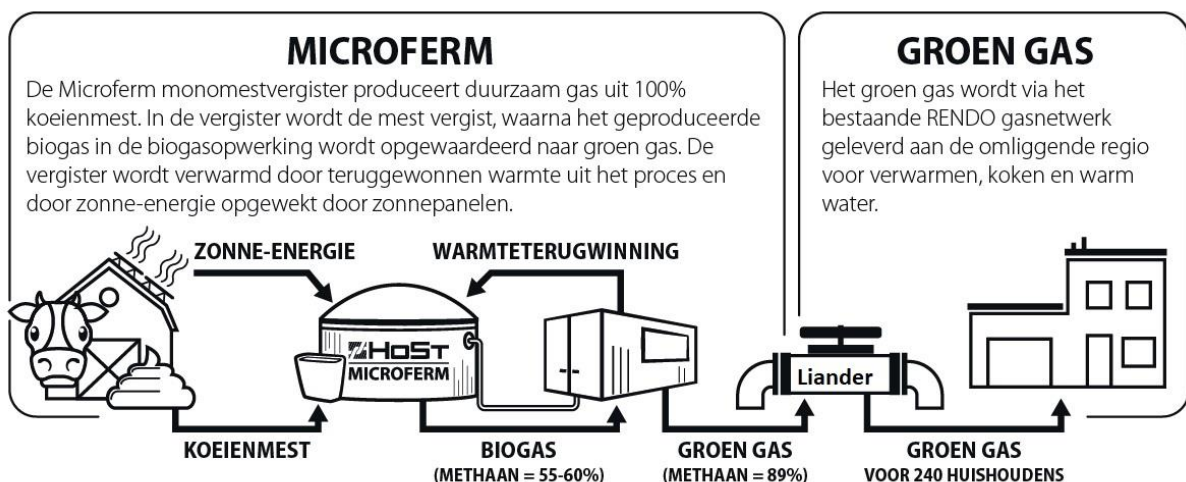 MICROFERM
De Microferm monomestvergister produceert duurzaam gas uit 100%
koeienmest. In de vergister wordt de mest vergist, waarna het geproduceerde
biogas in de biogasopwerking wordt opgewaardeerd naar groen gas. De
vergister wordt verwarmd door teruggewonnen warmte uit het proces en
door zonne-energie opgewekt door zonnepanelen.
GROEN GAS
Het groen gas wordt via het
bestaande RENDO gasnetwerk
geleverd aan de omliggende regio
voor verwarmen, koken en warm
water.
ZONNE-ENERGIE
WARMTETERUGWINNING
HoSt
MICROFERM
Liander
KOEIENMEST
BIOGAS
(METHAAN = 55-60%)
GROEN GAS
(METHAAN = 89%)
GROEN GAS
VOOR 240 HUISHOUDENS